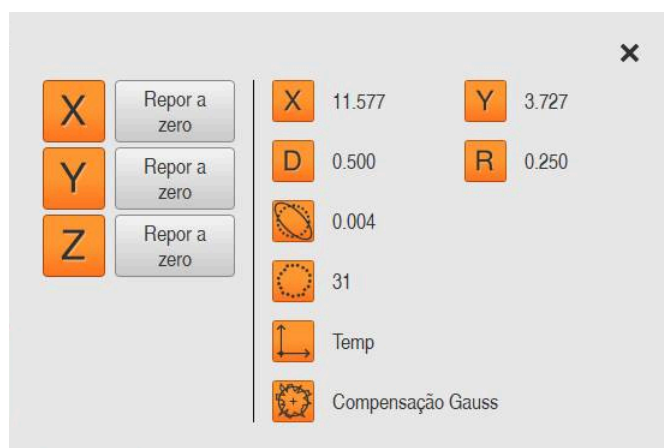 X
Repor a
zero
Y
Repor a
zero
Z
Repor a
zero
X 11.577 Y 3.727
D 0.500 R 0.250
0.004
31
Temp
Compensação Gauss